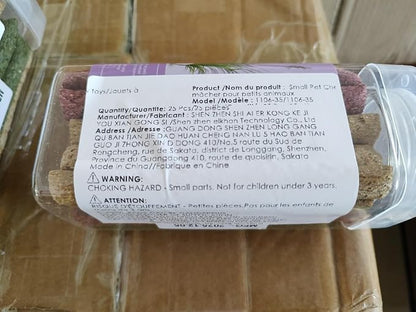 Toys/Jouets à
Product /Nom du produit : Small Pet Che
mâcher pour petits animaux
Model /Modèle : 1106-35/1106-35
Quantity/Quantité: 25 Pcs/25 pièces
Manufacturer/Fabricant : SHEN ZHEN SHI AI ER KONG KE JI
YOU XIAN GONG SI /Shen zhen elkhan Technology Co., Ltd
Address /Adresse :GUANG DONG SHEN ZHEN LONG GANG
QU BAN TIAN JIE DAO HUAN CHENG NAN LU 5 HAO BAN TIAN
GUO JI ZHONG XIN D DONG 410/No.5 route du Sud de
Rongcheng, rue de Sakata, district de Langgang, Shenzhen,
Province du Guangdong 410, route de quoisirin, Sakata
Made in China//Fabriqué en Chine
WARNING:
CHOKING HAZARD - Small parts. Not for children under 3 years.
ATTENTION:
RISQUE D'ÉTOUFFEMENT - Petites pièces.Pas pour les enfants de